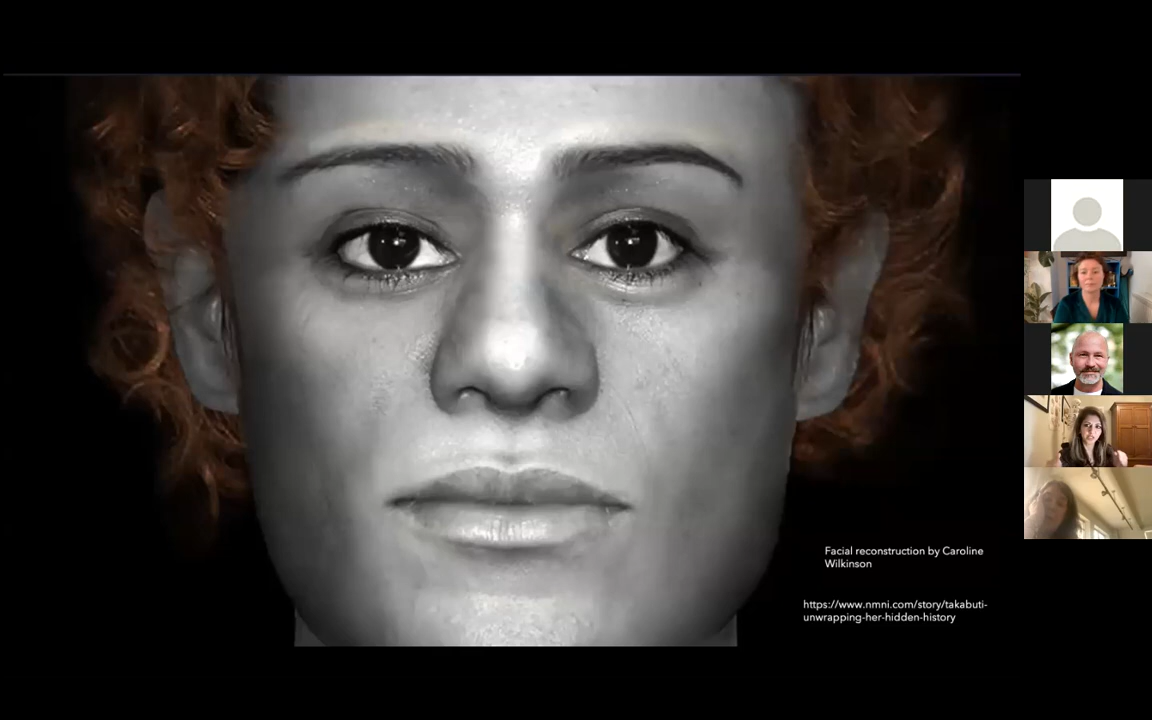 Facial reconstruction by Caroline
Wilkinson
https://www.nmni.com/story/takabuti-
unwrapping-her-hidden-history